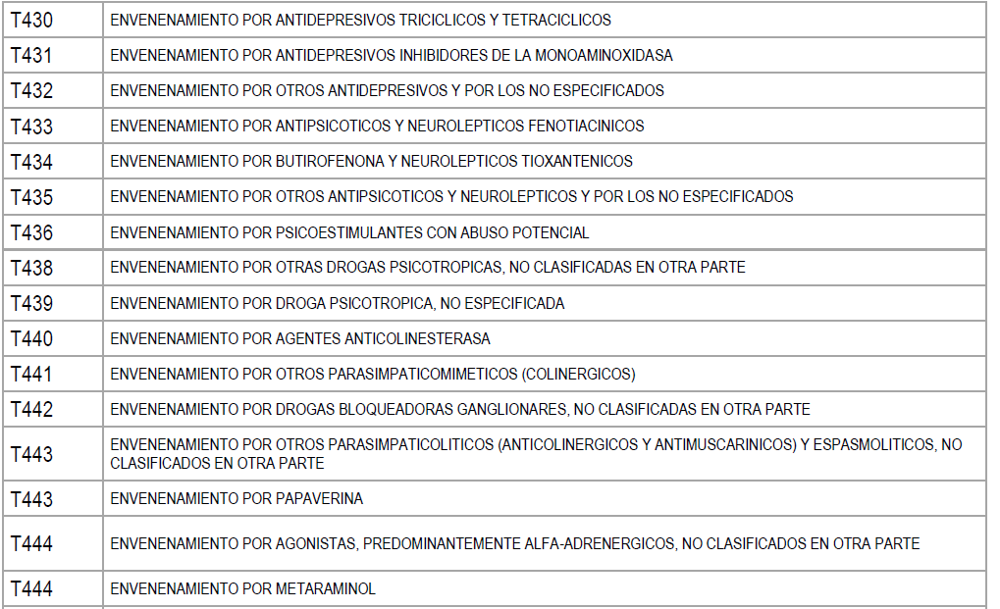 T430 ENVENENAMIENTO POR ANTIDEPRESIVOS TRICICLICOS Y TETRACICLICOS
T431 ENVENENAMIENTO POR ANTIDEPRESIVOS INHIBIDORES DE LA MONOAMINOXIDASA
T432 ENVENENAMIENTO POR OTROS ANTIDEPRESIVOS Y POR LOS NO ESPECIFICADOS
T433 ENVENENAMIENTO POR ANTIPSICOTICOS Y NEUROLEPTICOS FENOTIACINICOS
T434 ENVENENAMIENTO POR BUTIROFENONA Y NEUROLEPTICOS TIOXANTENICOS
T435 ENVENENAMIENTO POR OTROS ANTIPSICOTICOS Y NEUROLEPTICOS Y POR LOS NO ESPECIFICADOS
T436 ENVENENAMIENTO POR PSICOESTIMULANTES CON ABUSO POTENCIAL
T438 ENVENENAMIENTO POR OTRAS DROGAS PSICOTROPICAS, NO CLASIFICADAS EN OTRA PARTE
T439 ENVENENAMIENTO POR DROGA PSICOTROPICA, NO ESPECIFICADA
T440 ENVENENAMIENTO POR AGENTES ANTICOLINESTERASA
T441 ENVENENAMIENTO POR OTROS PARASIMPATICOMIMETICOS (COLINERGICOS)
T442 ENVENENAMIENTO POR DROGAS BLOQUEADORAS GANGLIONARES, NO CLASIFICADAS EN OTRA PARTE
T443 ENVENENAMIENTO POR OTROS PARASIMPATICOLITICOS (ANTICOLINERGICOS Y ANTIMUSCARINICOS) Y ESPASMOLITICOS, NO
CLASIFICADOS EN OTRA PARTE
T443 ENVENENAMIENTO POR PAPAVERINA
T444 ENVENENAMIENTO POR AGONISTAS, PREDOMINANTEMENTE ALFA-ADRENERGICOS, NO CLASIFICADOS EN OTRA PARTE
T444 ENVENENAMIENTO POR METARAMINOL